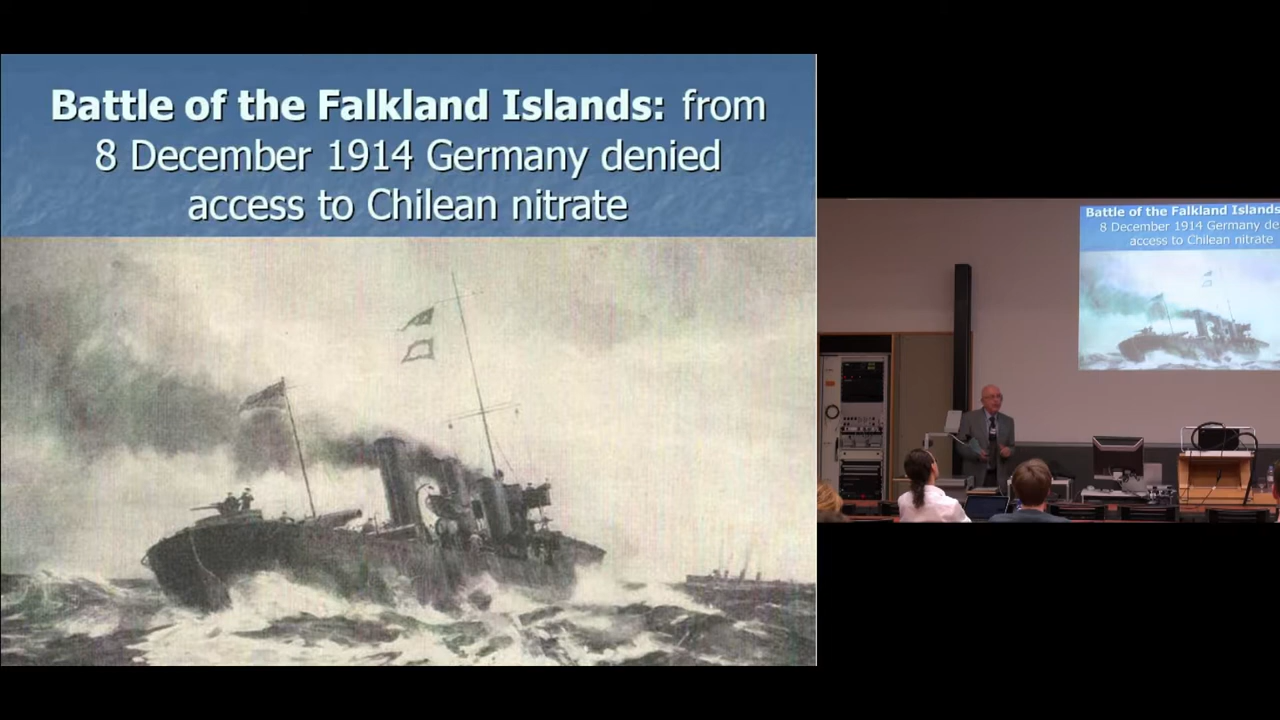 Battle of the Falkland Islands: from
8 December 1914 Germany denied
access to Chilean nitrate
Battle of the Falkland Islands
8 December 1914 Germany de
access to Chilean nitrate